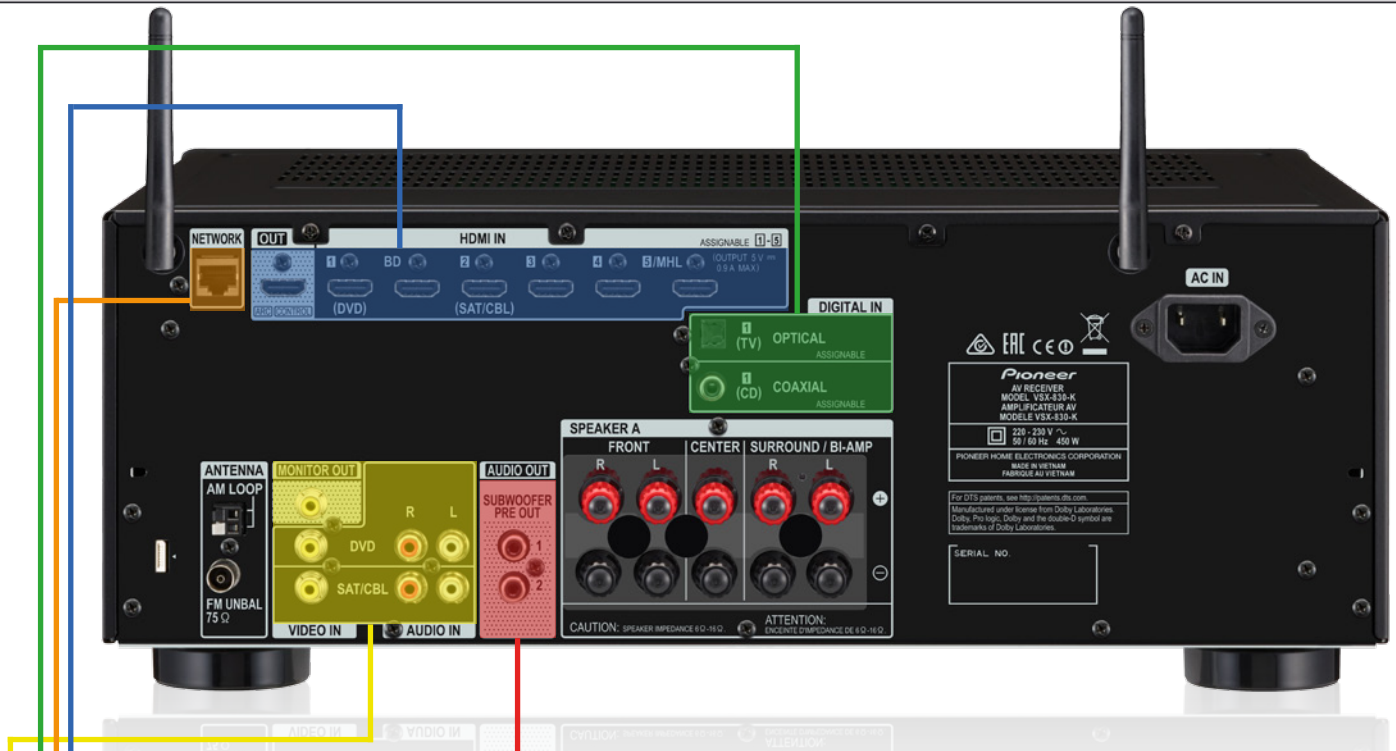 NETWORK
OUT
HDMI IN
ASSIGNABLE 1-5
1
BD
2
3
4
5/MHL
(OUTPUT 5 V
0.9 A MAX)
ARC
CONTROL
(DVD)
(SAT/CBL)
AC IN
DIGITAL IN
1
(TV)
OPTICAL
ASSIGNABLE
1
(CD)
COAXIAL
ASSIGNABLE
EAC CE
Pioneer
AV RECEIVER
MODEL VSX-830-K
AMPLIFICATEUR AV
MODELE VSX-830-K
220 - 230 V ~
50 / 60 Hz 450 W
PIONEER HOME ELECTRONICS CORPORATION
MADE IN VIETNAM
FABRIQUE AU VIETNAM
For DTS patents, see http://patents.dts.com.
Manufactured under license from Dolby Laboratories.
Dolby, Pro logic, Dolby and the double-D symbol are
trademarks of Dolby Laboratories.
SERIAL NO.
SPEAKER A
FRONT
CENTER
SURROUND / BI-AMP
R
L
R
L
+
−
CAUTION: SPEAKER IMPEDANCE 6 Ω -16 Ω .
ATTENTION:
ENCEINTE D'IMPEDANCE DE 6 Ω -16 Ω .
ANTENNA
AM LOOP
FM UNBAL
75 Ω
MONITOR OUT
R
L
DVD
SAT/CBL
VIDEO IN
AUDIO IN
AUDIO OUT
SUBWOOFER
PRE OUT
1
2